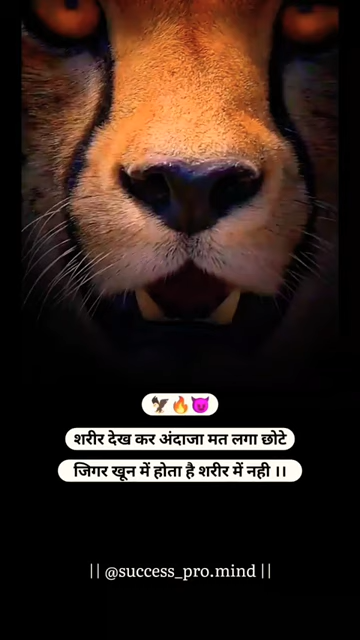 🦅🔥😈
शरीर देख कर अंदाजा मत लगा छोटे
जिगर खून में होता है शरीर में नही ।।
|| @success_pro.mind ||